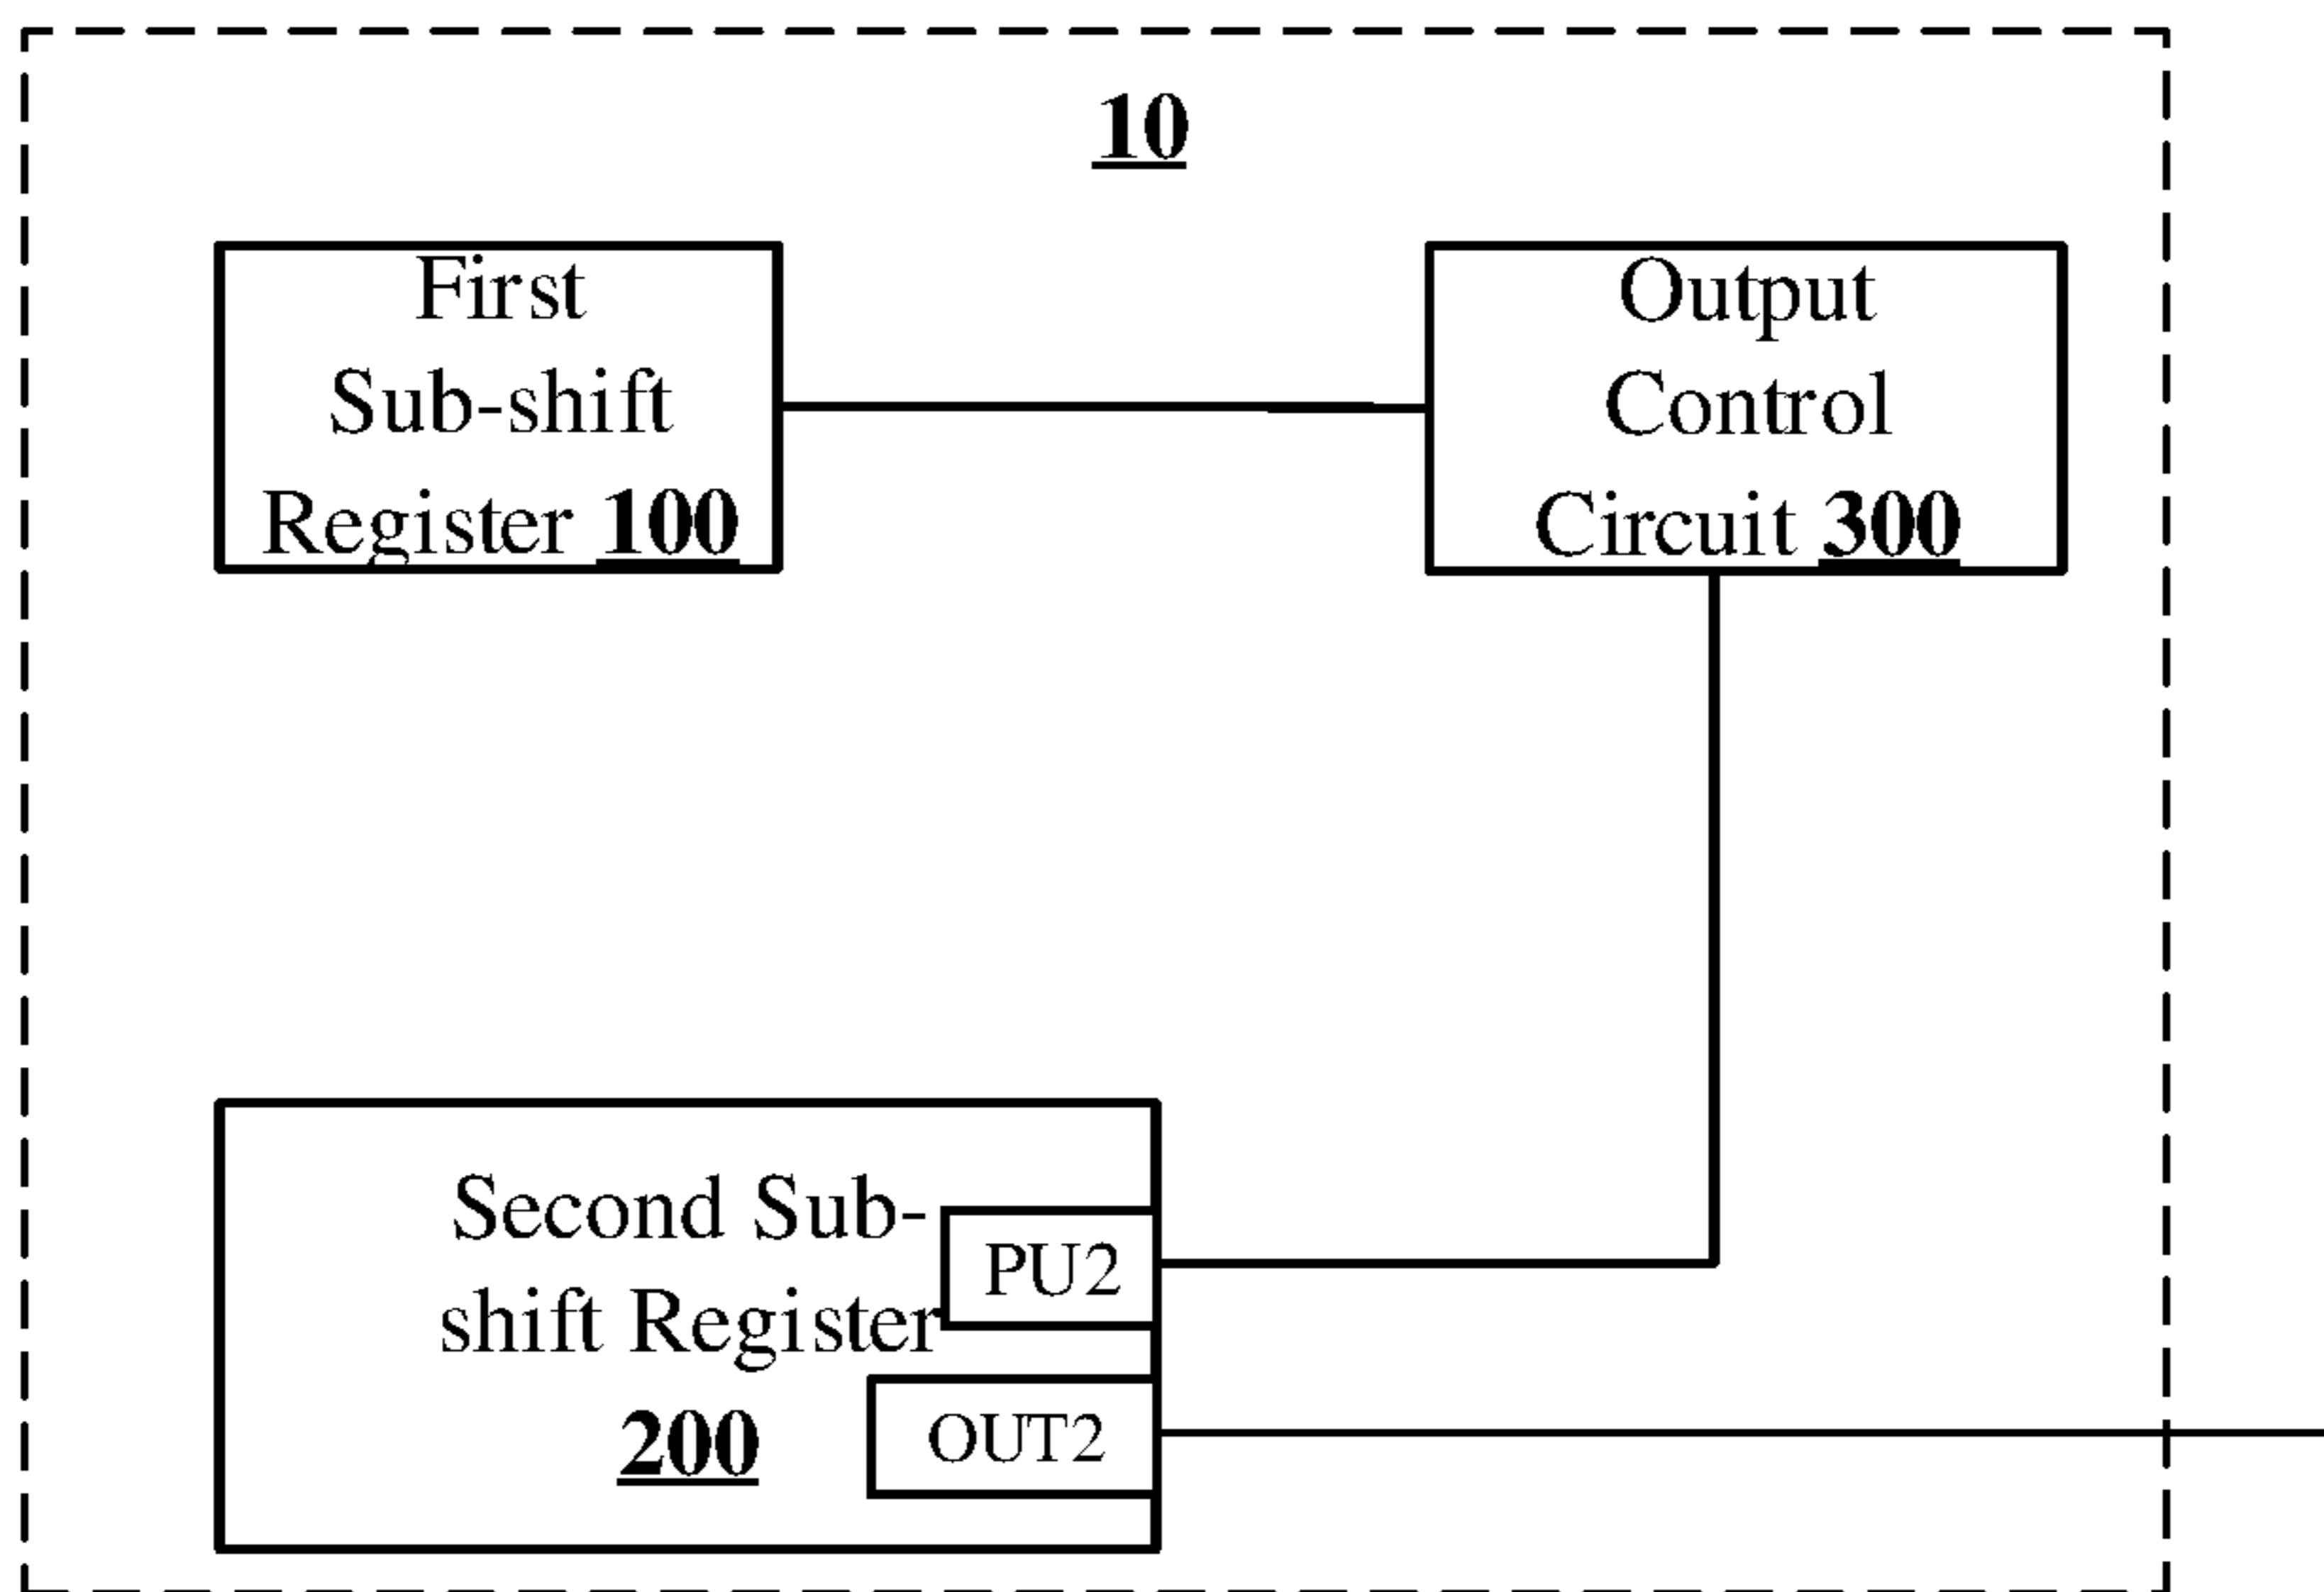 10
First
Sub-shift
Register 100
Output
Control
Circuit 300
Second Sub-
shift Register
200
PU2
OUT2